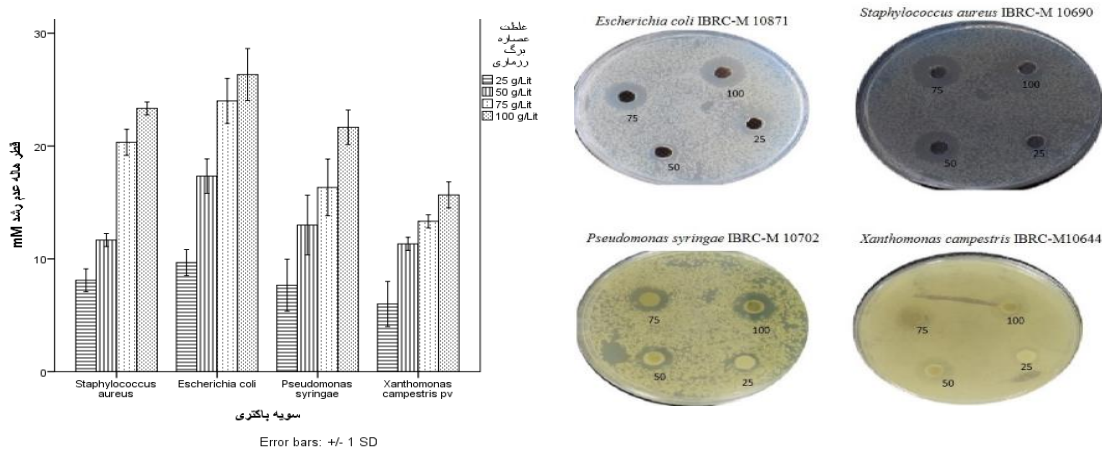 30
20
10
0
قطر هاله عدم رشد mM
Staphylococcus
aureus
Escherichia coli
Pseudomonas
syringae
Xanthomonas
campestris pv
سویه باکتری
Error bars: +/- 1 SD
غلظت
عصاره
برگ
رزماری
25 g/Lit
50 g/Lit
75 g/Lit
100 g/Lit
Escherichia coli IBRC-M 10871
100
75
25
50
Staphylococcus aureus IBRC-M 10690
75
100
50
25
Pseudomonas syringae IBRC-M 10702
75
100
50
25
Xanthomonas campestris IBRC-M10644
75
100
50
25